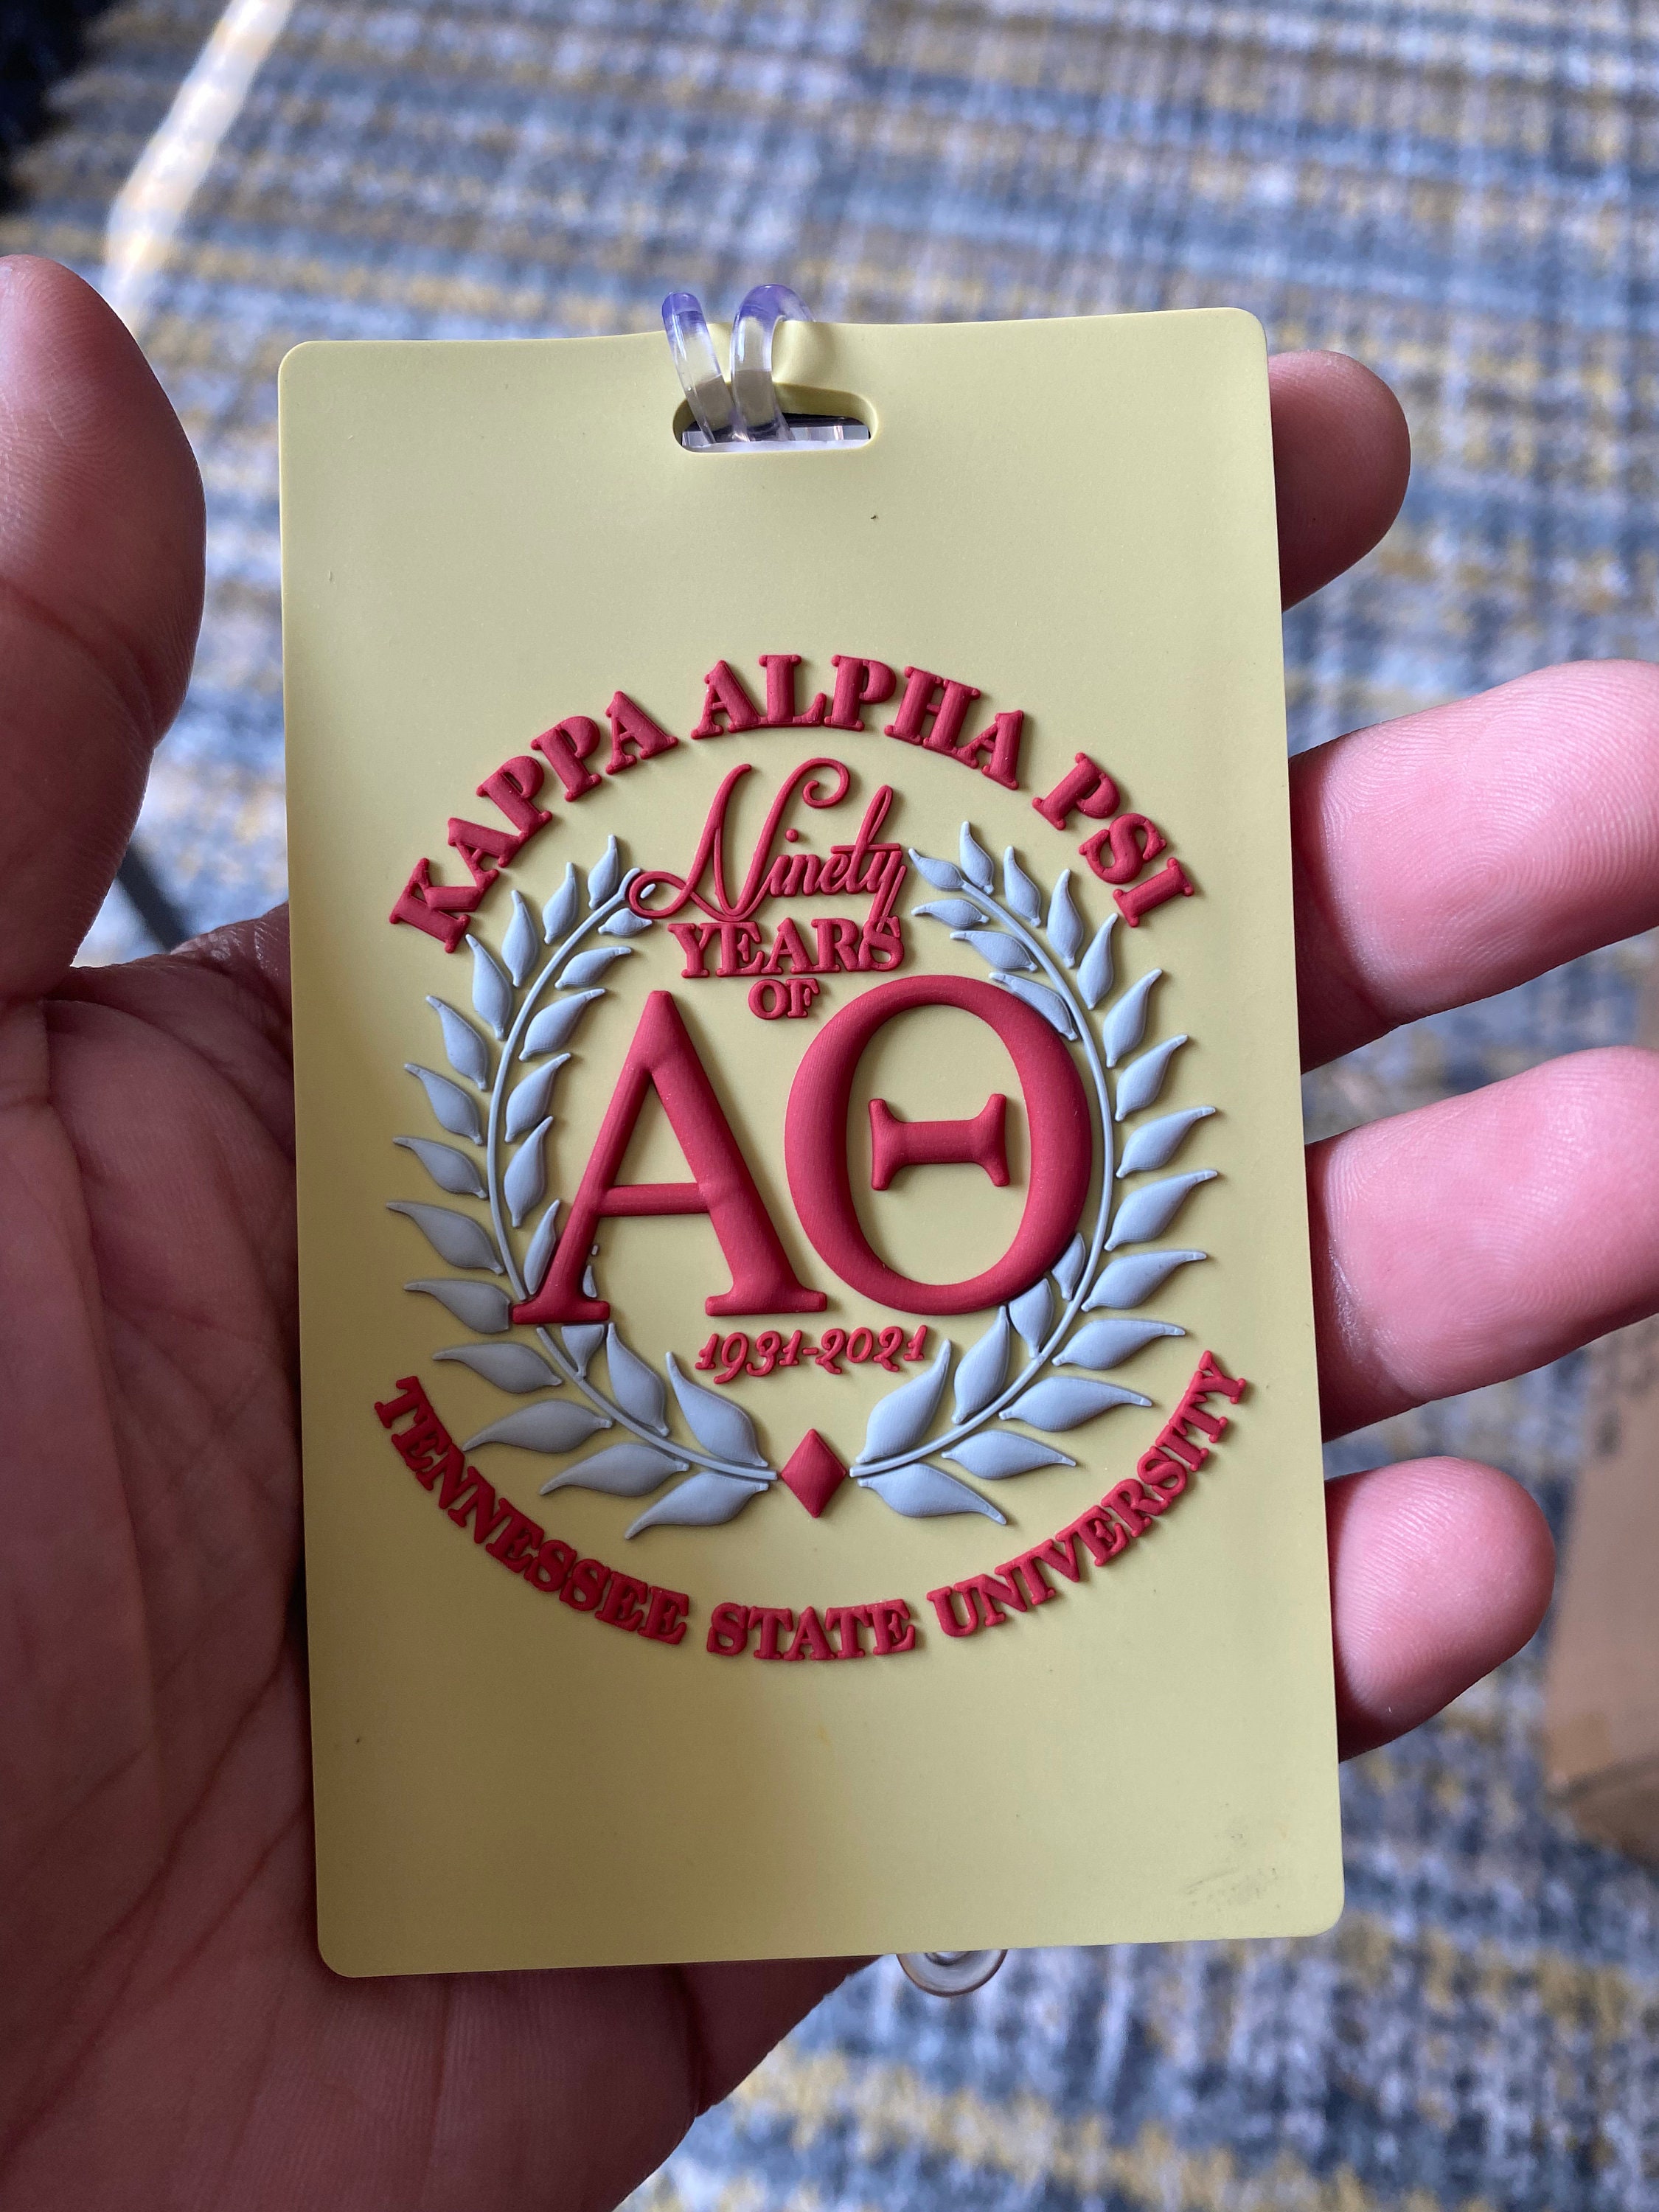 KAPPA ALPHA PSI
Ninety
YEARS
OF
ΑΘ
1931-2021
TENNESSEE STATE UNIVERSITY